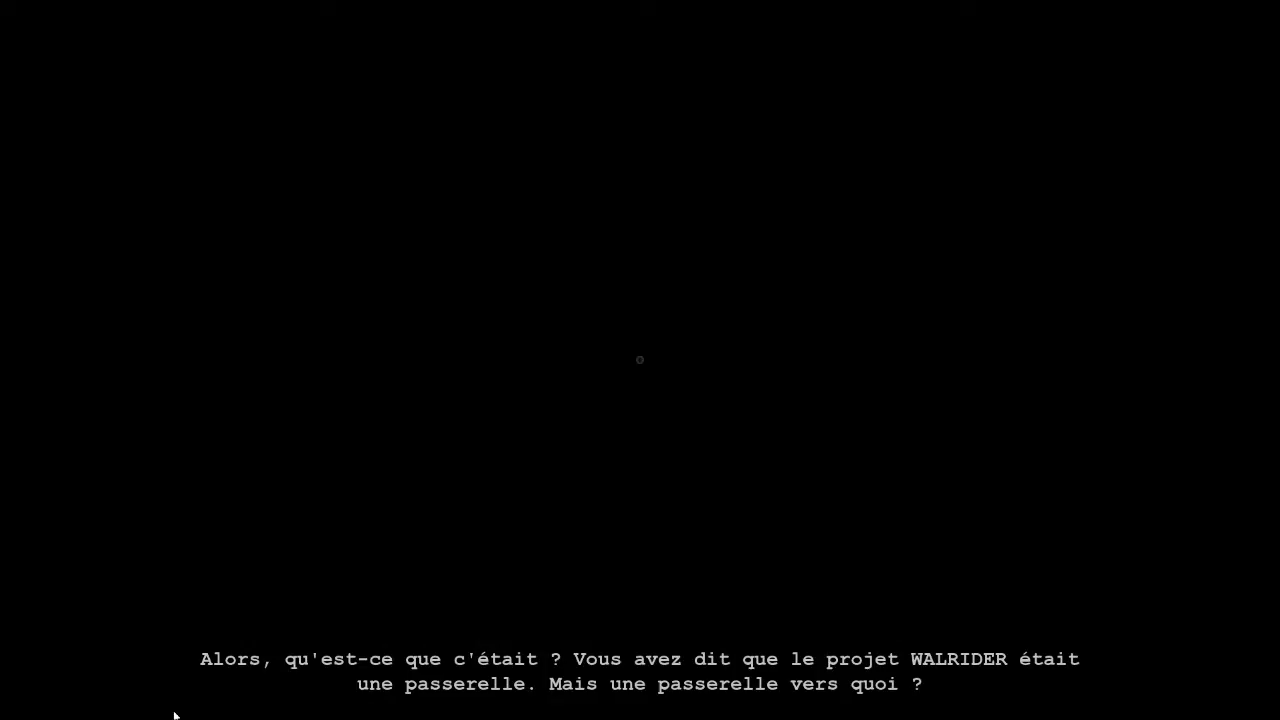 Alors, qu'est-ce que c'était ? Vous avez dit que le projet WALRIDER était
une passerelle. Mais une passerelle vers quoi ?